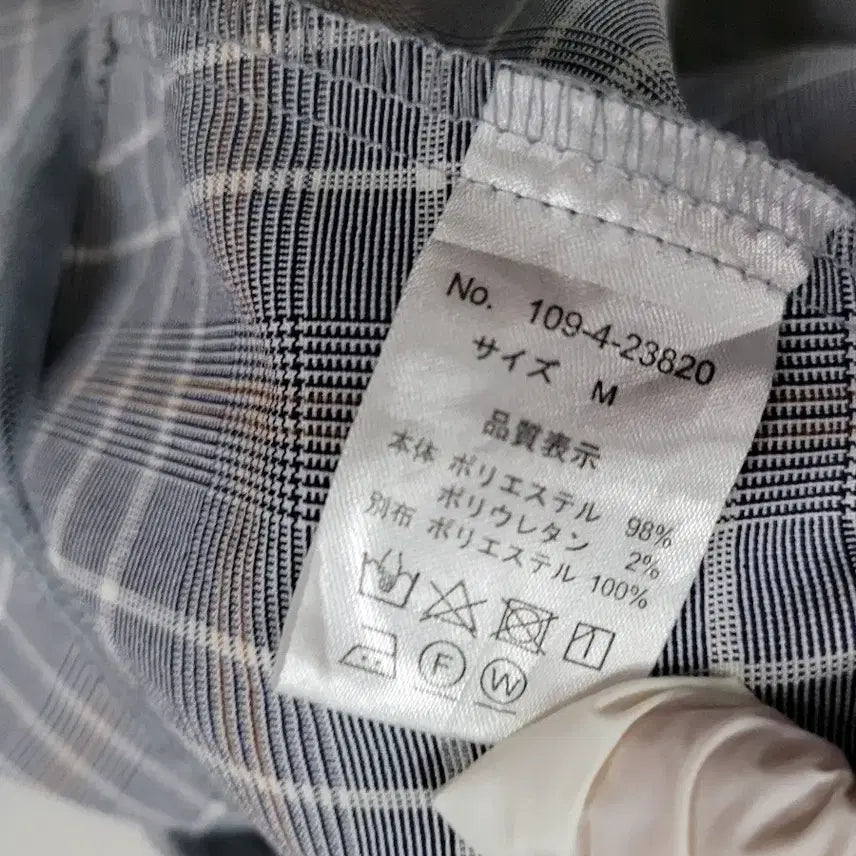 No. 109-4-23820
サイズ M
品質表示
本体 ポリエステル 98%
ポリウレタン 2%
別布 ポリエステル 100%
F W